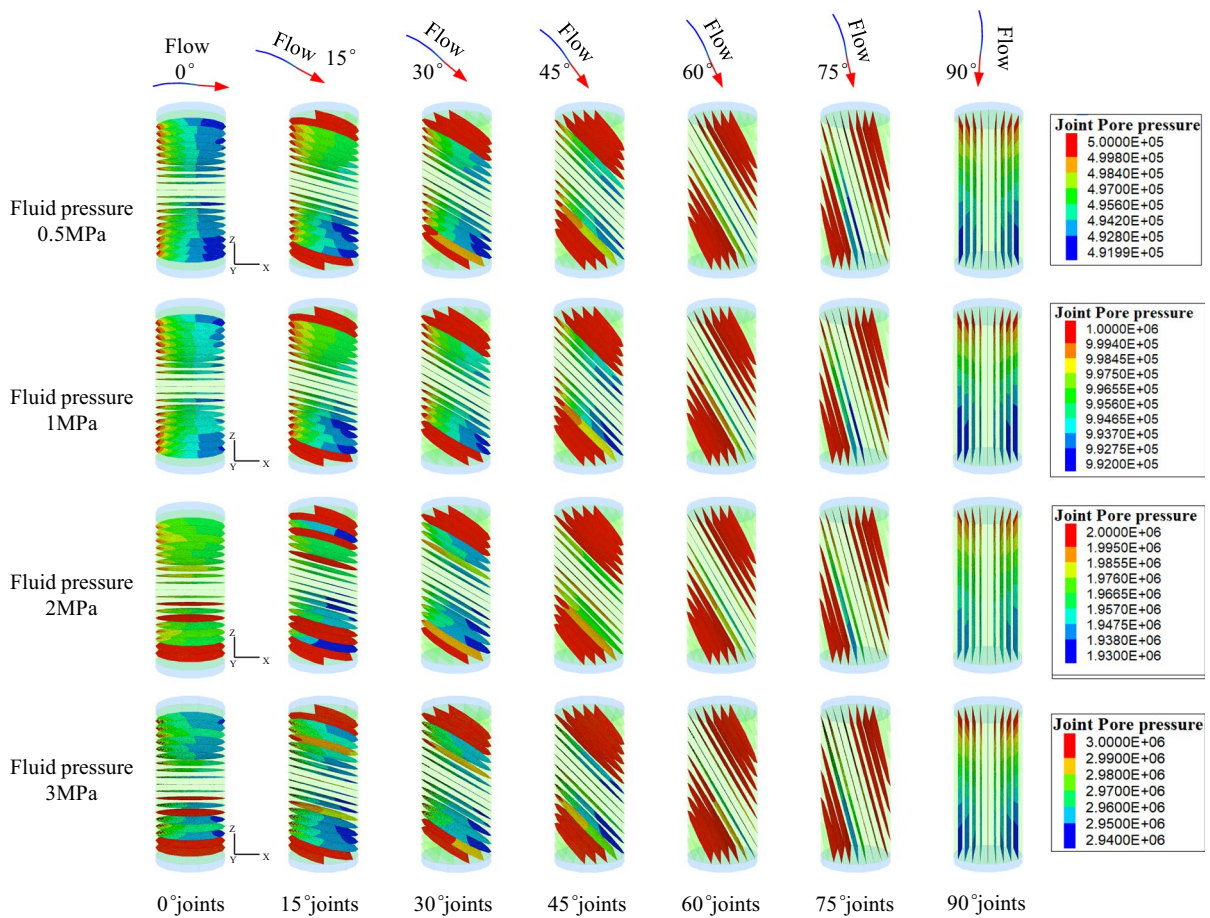 Flow
0°
Flow 15°
Flow
30°
Flow
45°
Flow
60°
Flow
75°
Flow
90°
Fluid pressure
0.5MPa
Z
Y X
Joint Pore pressure
5.0000E+05
4.9980E+05
4.9840E+05
4.9700E+05
4.9560E+05
4.9420E+05
4.9280E+05
4.9199E+05
Fluid pressure
1MPa
Z
Y X
Joint Pore pressure
1.0000E+06
9.9940E+05
9.9845E+05
9.9750E+05
9.9655E+05
9.9560E+05
9.9465E+05
9.9370E+05
9.9275E+05
9.9200E+05
Fluid pressure
2MPa
Z
Y X
Joint Pore pressure
2.0000E+06
1.9950E+06
1.9855E+06
1.9760E+06
1.9665E+06
1.9570E+06
1.9475E+06
1.9380E+06
1.9300E+06
Fluid pressure
3MPa
Z
Y X
Joint Pore pressure
3.0000E+06
2.9900E+06
2.9800E+06
2.9700E+06
2.9600E+06
2.9500E+06
2.9400E+06
0°joints 15°joints 30°joints 45°joints 60°joints 75°joints 90°joints